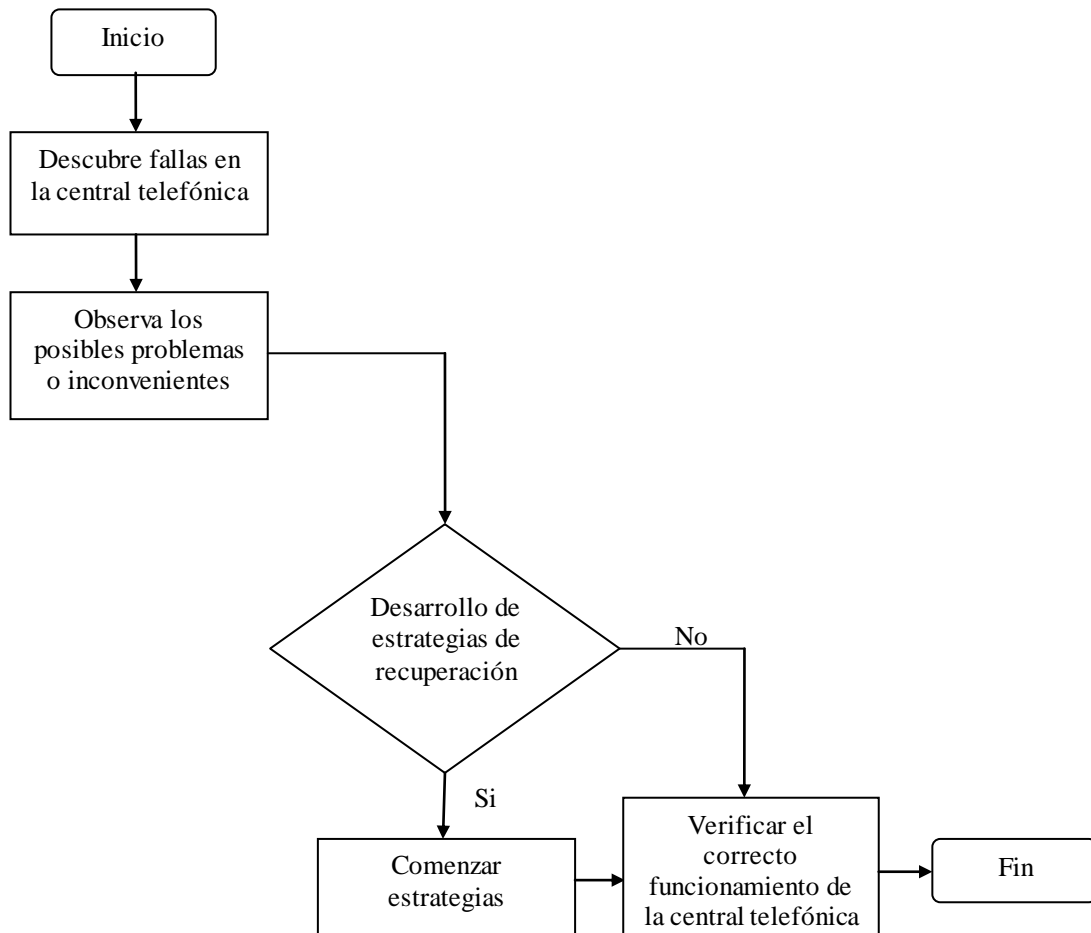 Inicio
Descubre fallas en
la central telefónica
Observa los
posibles problemas
o inconvenientes
Desarrollo de
estrategias de
recuperación
No
Si
Comenzar
estrategias
Verificar el
correcto
funcionamiento de
la central telefónica
Fin